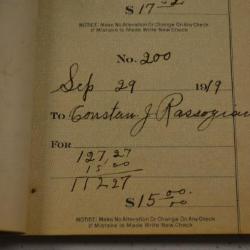 $17.02
NOTICE: Make No Alteration Or Change On Any Check
If Mistake Is Made Write New Check
No. 200
Sep 29 1919
TO Constan J.
FOR
127,27
15 00
112 27
$15.00
NOTICE: Make No Alteration Or Change On Any Check
If Mistake Is Made Write New Check